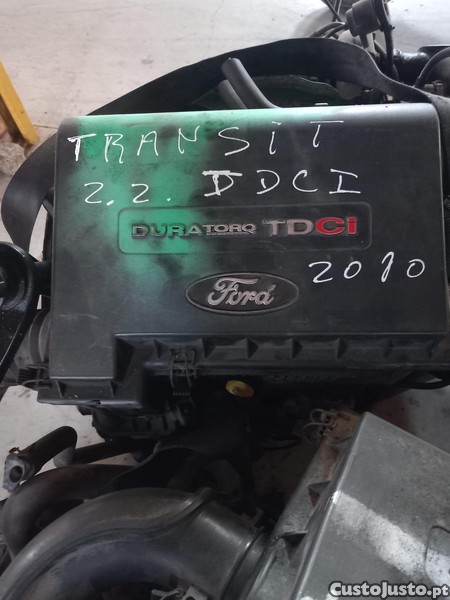 TRANSIT
2.2. DDCI
DURATORQ TDCi
2010
Ford
CustoJusto.pt